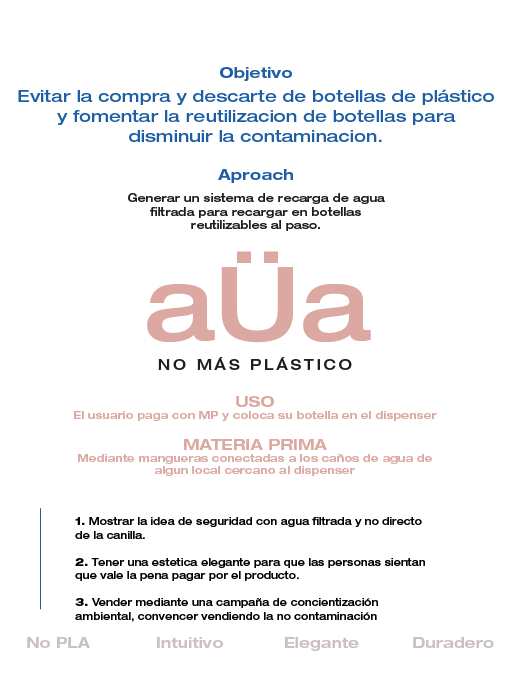 Objetivo
Evitar la compra y descarte de botellas de plástico
y fomentar la reutilizacion de botellas para
disminuir la contaminacion.
Aproach
Generar un sistema de recarga de agua
filtrada para recargar en botellas
reutilizables al paso.
aÜa
NO MÁS PLÁSTICO
USO
El usuario paga con MP y coloca su botella en el dispenser
MATERIA PRIMA
Mediante mangueras conectadas a los caños de agua de
algun local cercano al dispenser
1. Mostrar la idea de seguridad con agua filtrada y no directo
de la canilla.
2. Tener una estetica elegante para que las personas sientan
que vale la pena pagar por el producto.
3. Vender mediante una campaña de concientización
ambiental, convencer vendiendo la no contaminación
No PLA Intuitivo Elegante Duradero